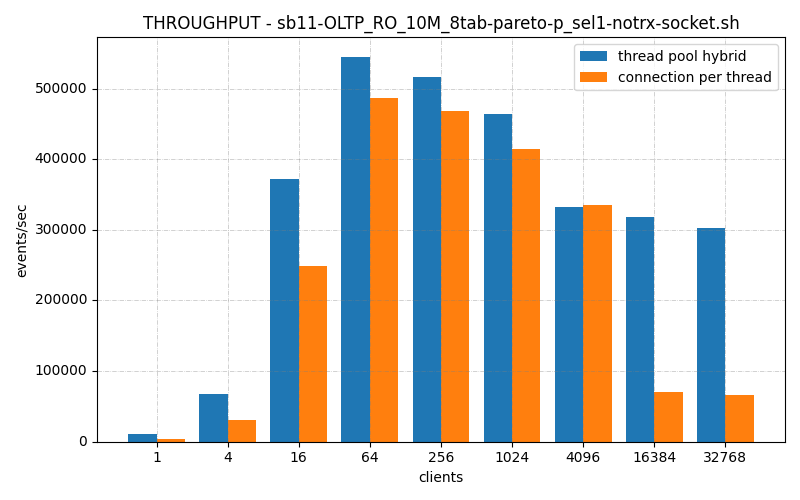 THROUGHPUT - sb11-OLTP_RO_10M_8tab-pareto-p_sel1-notrx-socket.sh
thread pool hybrid
connection per thread
500000
400000
300000
200000
100000
0
events/sec
1 4 16 64 256 1024 4096 16384 32768
clients